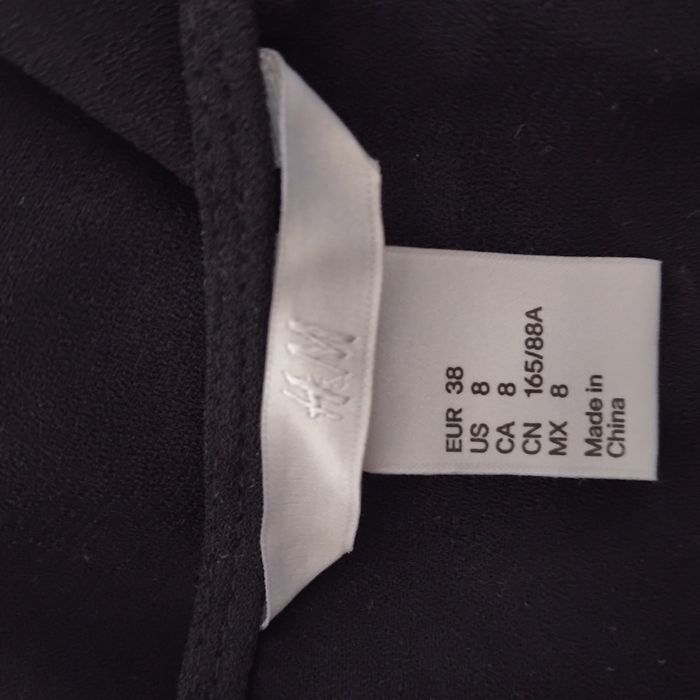 H&M
EUR 38
US 8
CA 8
CN 165/88A
MX 8
Made in
China